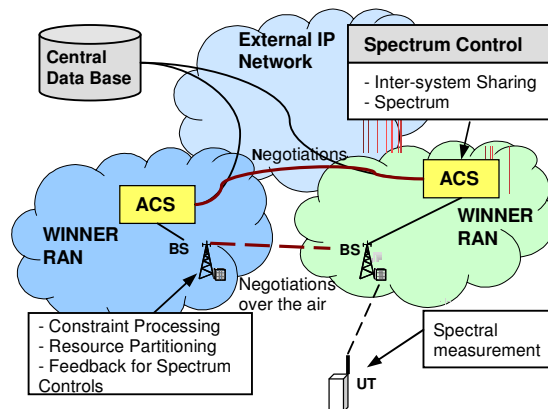 External IP
Network
Central
Data Base
Spectrum Control
- Inter-system Sharing
- Spectrum
Negotiations
ACS
ACS
WINNER
RAN
BS
BS
WINNER
RAN
Negotiations
over the air
- Constraint Processing
- Resource Partitioning
- Feedback for Spectrum
Controls
Spectral
measurement
UT